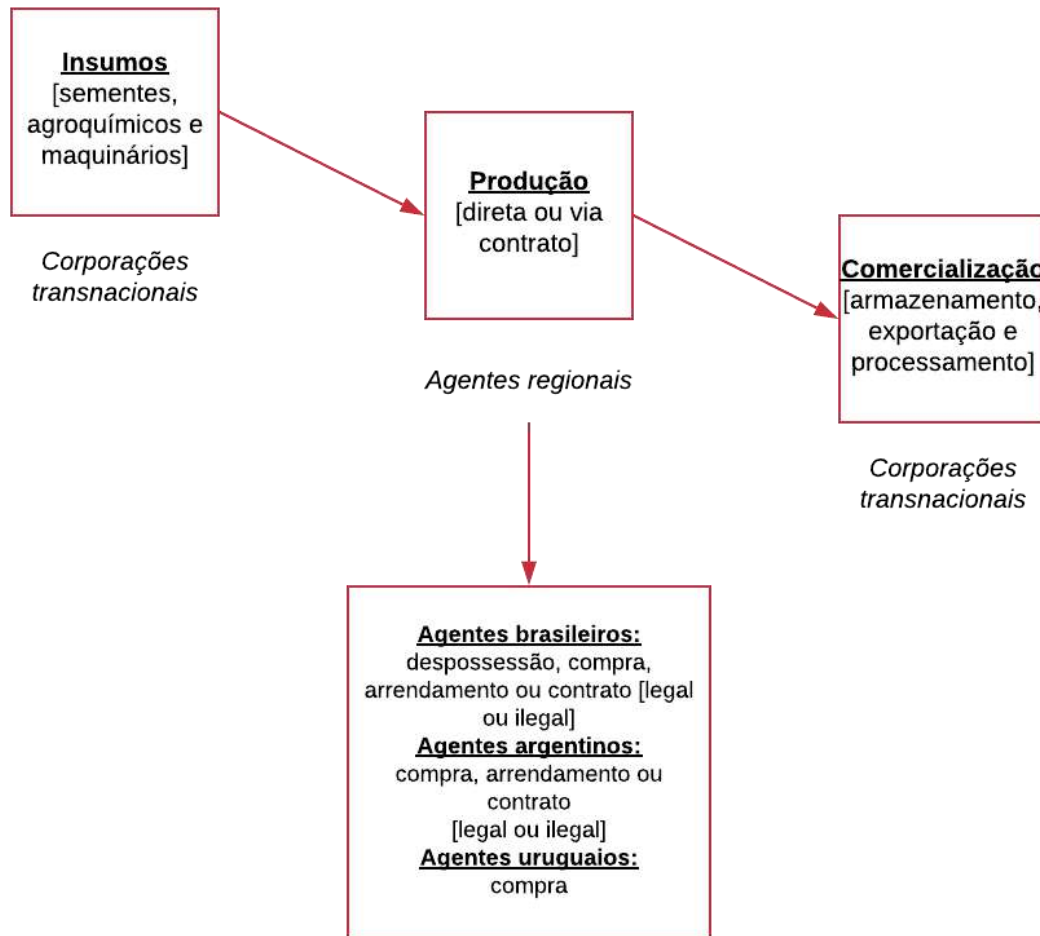 Insumos
[sementes,
agroquímicos e
maquinários]
Corporações
transnacionais
Produção
[direta ou via
contrato]
Agentes regionais
Comercialização
[armazenamento,
exportação e
processamento]
Corporações
transnacionais
Agentes brasileiros:
despossessão, compra,
arrendamento ou contrato [legal
ou ilegal]
Agentes argentinos:
compra, arrendamento ou
contrato
[legal ou ilegal]
Agentes uruguaios:
compra